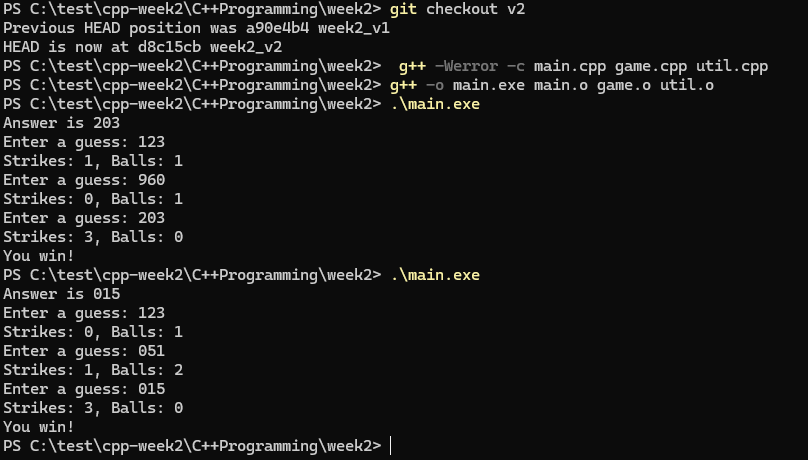 PS C:\test\cpp-week2\C++Programming\week2> git checkout v2
Previous HEAD position was a90e4b4 week2_v1
HEAD is now at d8c15cb week2_v2
PS C:\test\cpp-week2\C++Programming\week2>  g++ -Werror -c main.cpp game.cpp util.cpp
PS C:\test\cpp-week2\C++Programming\week2> g++ -o main.exe main.o game.o util.o
PS C:\test\cpp-week2\C++Programming\week2> .\main.exe
Answer is 203
Enter a guess: 123
Strikes: 1, Balls: 1
Enter a guess: 960
Strikes: 0, Balls: 1
Enter a guess: 203
Strikes: 3, Balls: 0
You win!
PS C:\test\cpp-week2\C++Programming\week2> .\main.exe
Answer is 015
Enter a guess: 123
Strikes: 0, Balls: 1
Enter a guess: 051
Strikes: 1, Balls: 2
Enter a guess: 015
Strikes: 3, Balls: 0
You win!
PS C:\test\cpp-week2\C++Programming\week2>